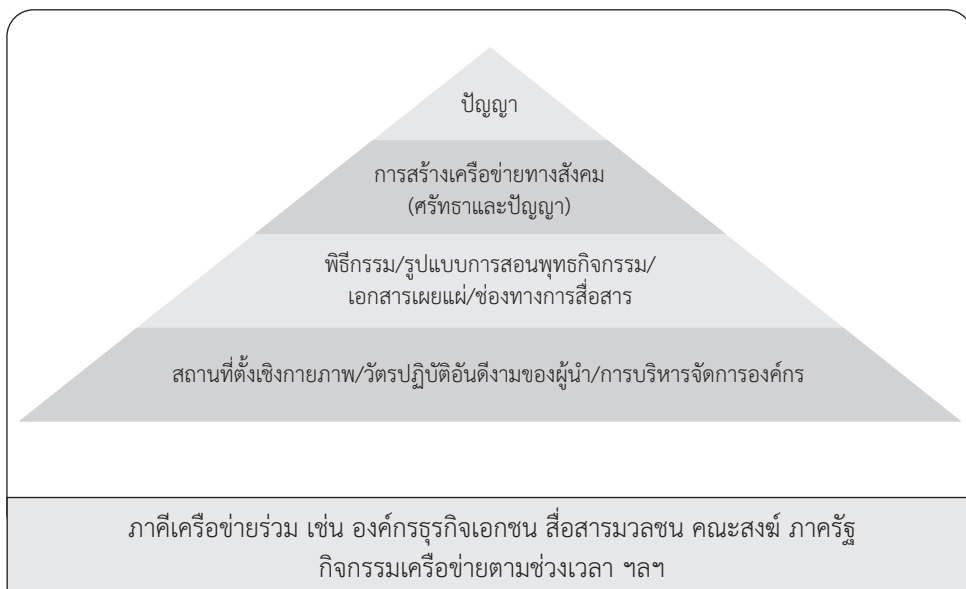 ปัญญา
การสร้างเครือข่ายทางสังคม
(ศรัทธาและปัญญา)
พิธีกรรม/รูปแบบการสอนพุทธกิจกรรม/
เอกสารเผยแผ่/ช่องทางการสื่อสาร
สถานที่ตั้งเชิงกายภาพ/วัตรปฏิบัติอันดีงามของผู้นำ/การบริหารจัดการองค์กร
ภาคีเครือข่ายร่วม เช่น องค์กรธุรกิจเอกชน สื่อสารมวลชน คณะสงฆ์ ภาครัฐ
กิจกรรมเครือข่ายตามช่วงเวลา ฯลฯ